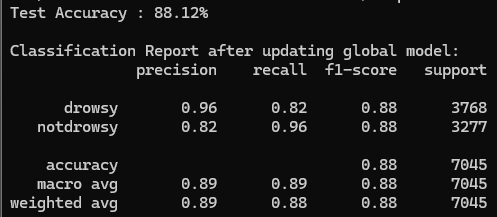 Test Accuracy : 88.12%
Classification Report after updating global model:
precision recall f1-score support
drowsy 0.96 0.82 0.88 3768
notdrowsy 0.82 0.96 0.88 3277
accuracy 0.88 7045
macro avg 0.89 0.89 0.88 7045
weighted avg 0.89 0.88 0.88 7045